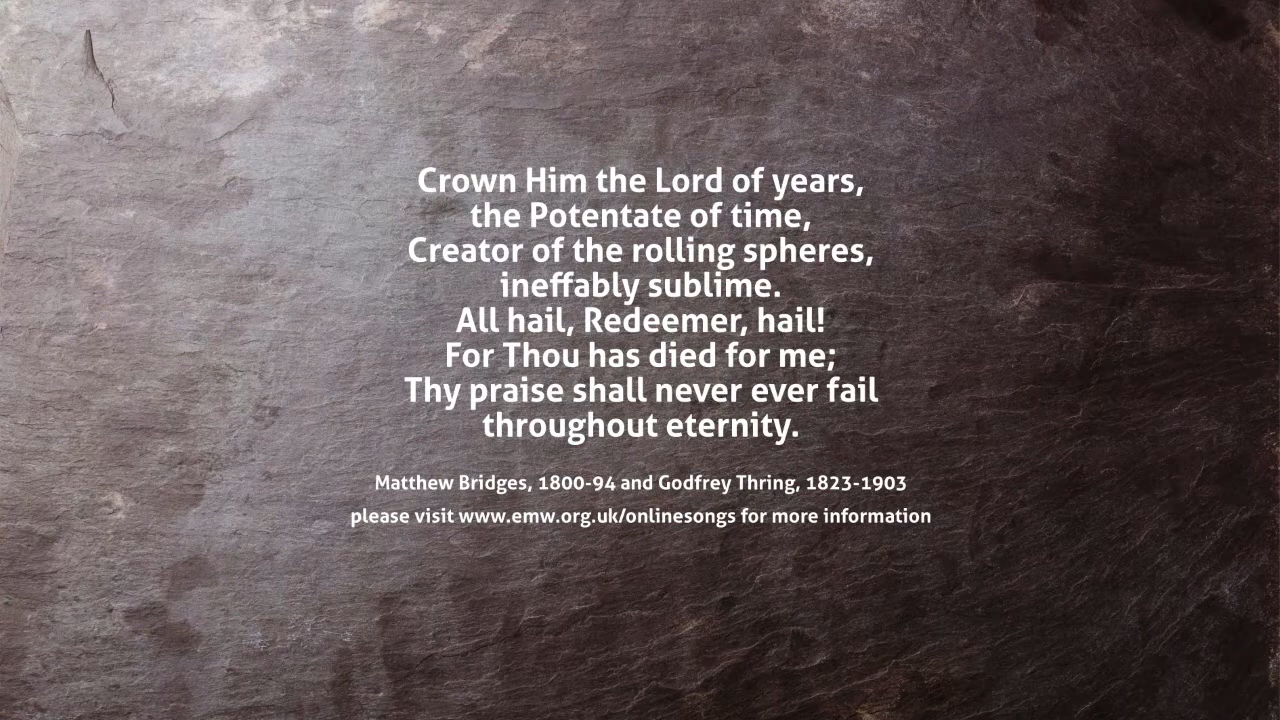 Crown Him the Lord of years,
the Potentate of time,
Creator of the rolling spheres,
ineffably sublime.
All hail, Redeemer, hail!
For Thou has died for me;
Thy praise shall never ever fail
throughout eternity.
Matthew Bridges, 1800-94 and Godfrey Thring, 1823-1903
please visit www.emw.org.uk/onlinesongs for more information